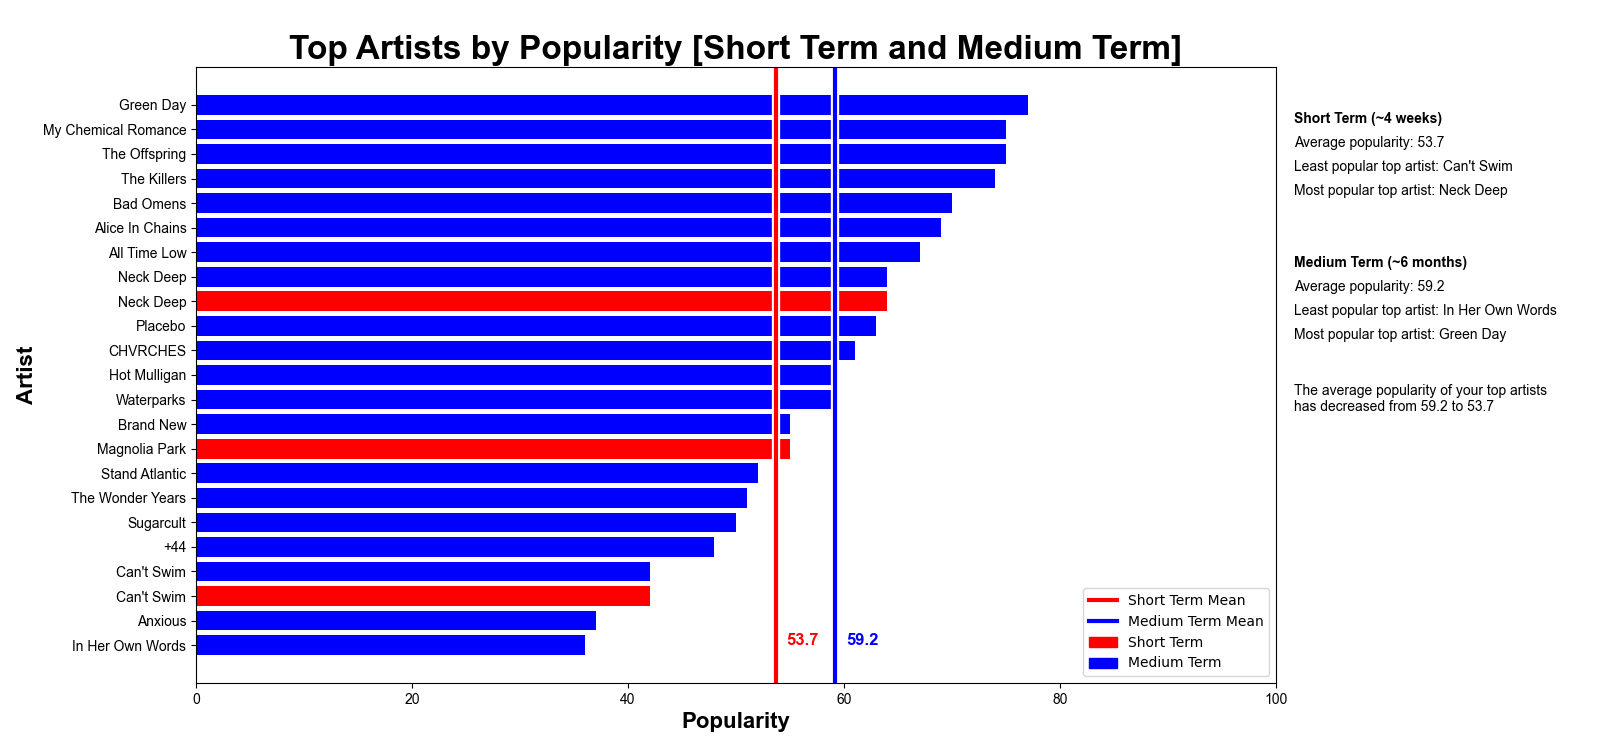 Top Artists by Popularity [Short Term and Medium Term]
Artist
Green Day
My Chemical Romance
The Offspring
The Killers
Bad Omens
Alice In Chains
All Time Low
Neck Deep
Neck Deep
Placebo
CHVRCHES
Hot Mulligan
Waterparks
Brand New
Magnolia Park
Stand Atlantic
The Wonder Years
Sugarcult
+44
Can't Swim
Can't Swim
Anxious
In Her Own Words
53.7
59.2
0
20
40
60
80
100
Popularity
Short Term Mean
Medium Term Mean
Short Term
Medium Term
Short Term (~4 weeks)
Average popularity: 53.7
Least popular top artist: Can't Swim
Most popular top artist: Neck Deep
Medium Term (~6 months)
Average popularity: 59.2
Least popular top artist: In Her Own Words
Most popular top artist: Green Day
The average popularity of your top artists
has decreased from 59.2 to 53.7